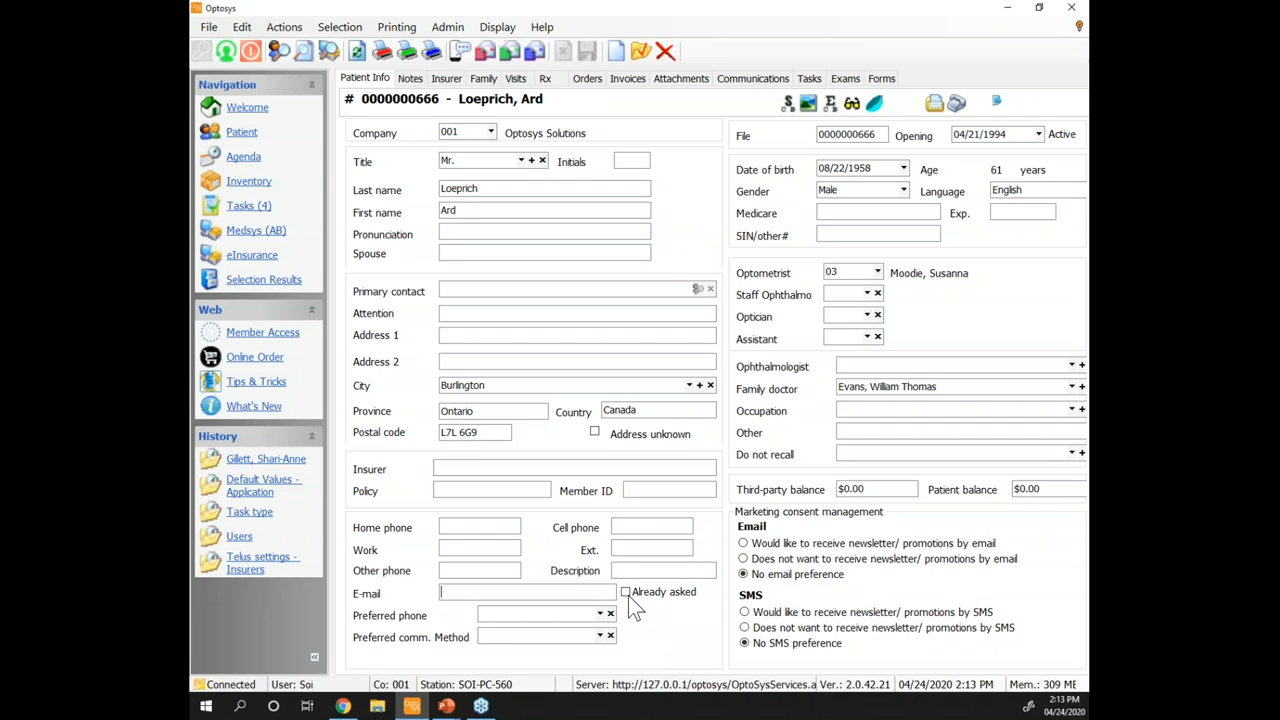 Optosys
File Edit Actions Selection Printing Admin Display Help
Navigation
Welcome
Patient
Agenda
Inventory
Tasks (4)
Medsys (AB)
eInsurance
Selection Results
Web
Member Access
Online Order
Tips & Tricks
What's New
History
Gillett, Shari-Anne
Default Values -
Application
Task type
Users
Telus settings -
Insurers
Patient Info Notes Insurer Family Visits Rx Orders Invoices Attachments Communications Tasks Exams Forms
# 0000000666 - Loeprich, Ard
Company 001 Optosys Solutions
Title Mr. Initials
Last name Loeprich
First name Ard
Pronunciation
Spouse
Primary contact
Attention
Address 1
Address 2
City Burlington
Province Ontario Country Canada
Postal code L7L 6G9 Address unknown
Insurer
Policy Member ID
Home phone Cell phone
Work Ext.
Other phone Description
E-mail Already asked
Preferred phone
Preferred comm. Method
File 0000000666 Opening 04/21/1994 Active
Date of birth 08/22/1958 Age 61 years
Gender Male Language English
Medicare Exp.
SIN/other#
Optometrist 03 Moodie, Susanna
Staff Ophthalmo
Optician
Assistant
Ophthalmologist
Family doctor Evans, William Thomas
Occupation
Other
Do not recall
Third-party balance $0.00 Patient balance $0.00
Marketing consent management
Email
Would like to receive newsletter/ promotions by email
Does not want to receive newsletter/ promotions by email
No email preference
SMS
Would like to receive newsletter/ promotions by SMS
Does not want to receive newsletter/ promotions by SMS
No SMS preference
Connected User: Soi Co: 001 Station: SOI-PC-560 Server: http://127.0.0.1/optosys/OptoSysServices.a Ver.: 2.0.42.21 04/24/2020 2:13 PM Mem.: 309 ME
2:13 PM
04/24/2020